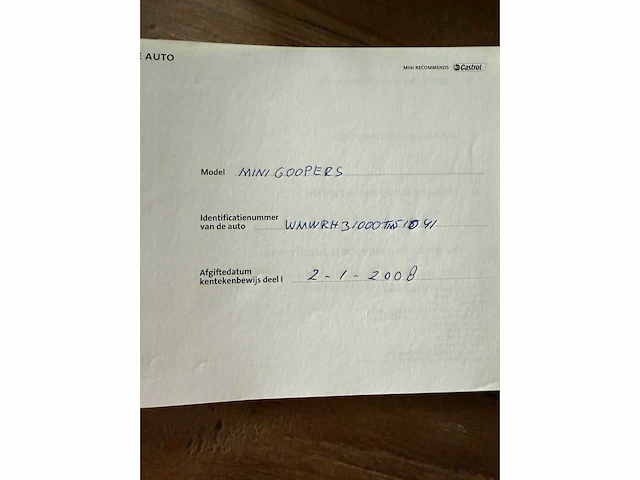 E AUTO
MINI RECOMMENDS Castrol
Model MINI COOPERS
Identificatienummer
van de auto
Afgiftedatum
kentekenbewijs deel I 2-1-2008